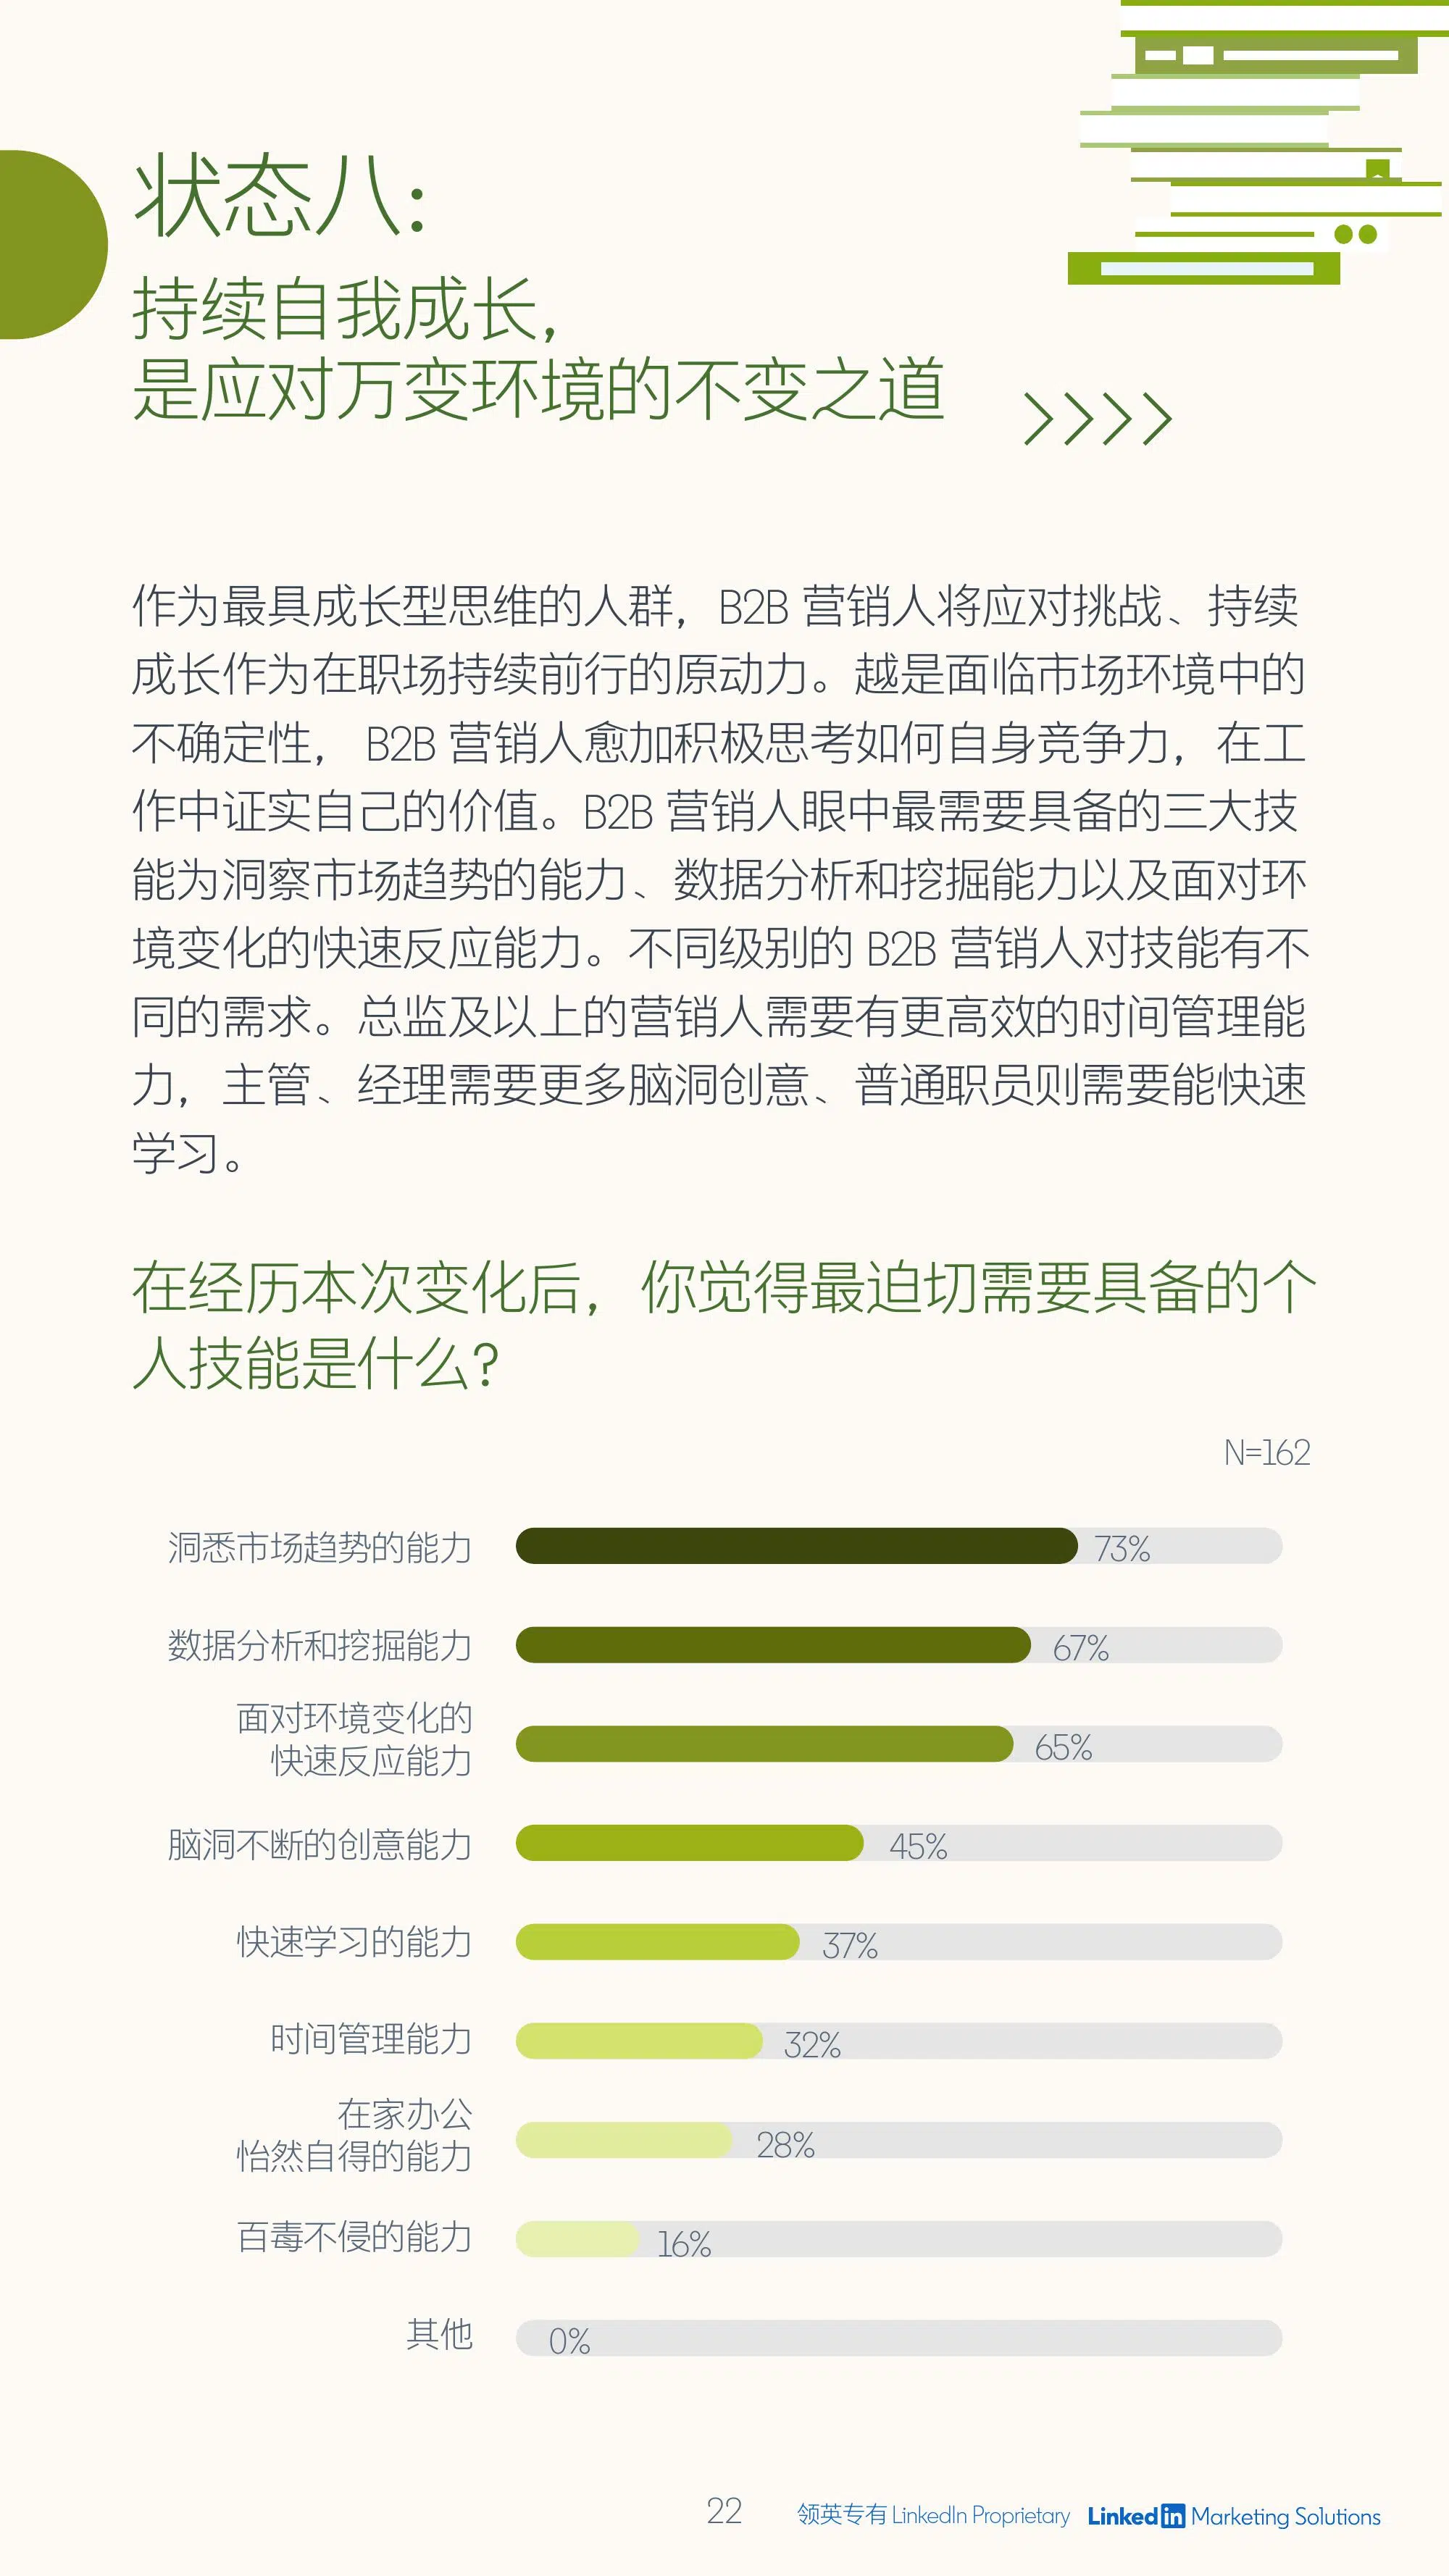 状态八：
持续自我成长，
是应对万变环境的不变之道
作为最具成长型思维的人群，B2B 营销人将应对挑战、持续
成长作为在职场持续前行的原动力。越是面临市场环境中的
不确定性， B2B 营销人愈加积极思考如何自身竞争力，在工
作中证实自己的价值。B2B 营销人眼中最需要具备的三大技
能为洞察市场趋势的能力、数据分析和挖掘能力以及面对环
境变化的快速反应能力。不同级别的 B2B 营销人对技能有不
同的需求。总监及以上的营销人需要有更高效的时间管理能
力，主管、经理需要更多脑洞创意、普通职员则需要能快速
学习。
在经历本次变化后，你觉得最迫切需要具备的个
人技能是什么？
N=162
洞悉市场趋势的能力 73%
数据分析和挖掘能力 67%
面对环境变化的
快速反应能力 65%
脑洞不断的创意能力 45%
快速学习的能力 37%
时间管理能力 32%
在家办公
怡然自得的能力 28%
百毒不侵的能力 16%
其他 0%
22 领英专有 LinkedIn Proprietary LinkedIn Marketing Solutions